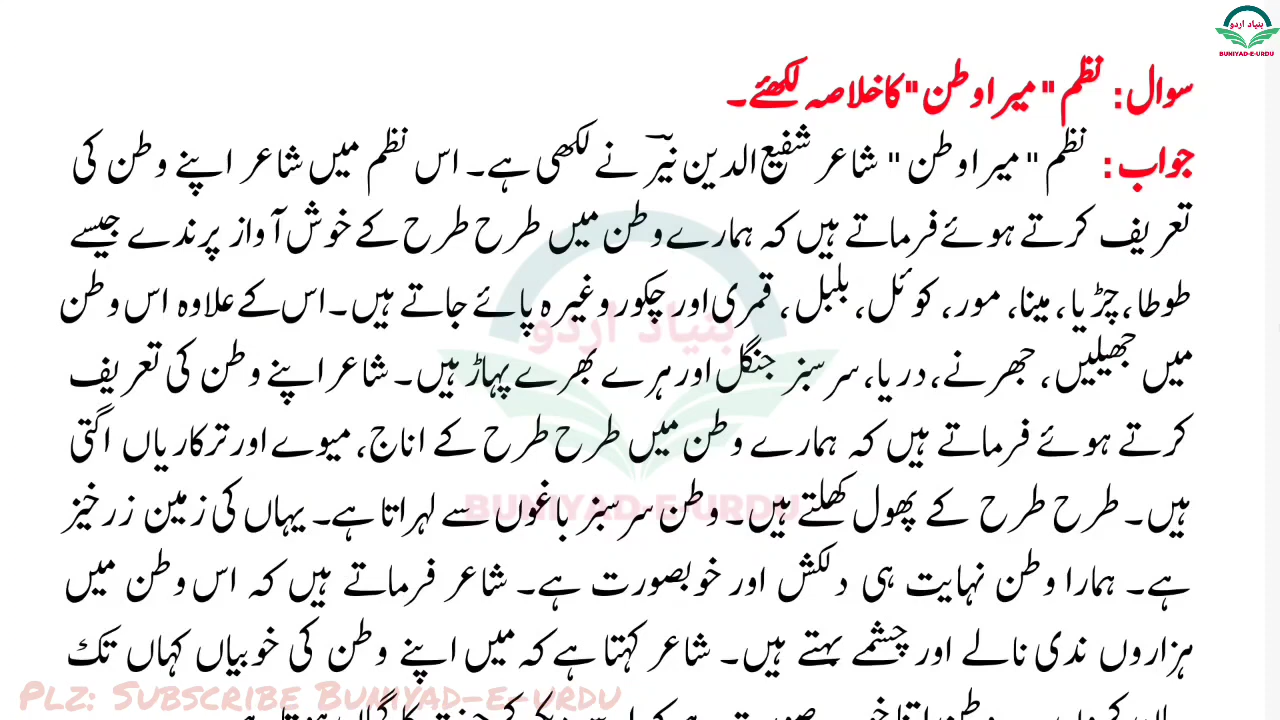 بنیاد اردو
BUNIYAD-E-URDU
سوال: نظم "میرا وطن" کا خلاصہ لکھئے۔
جواب: نظم "میرا وطن" شاعر شفیع الدین نیرؔ نے لکھی ہے۔ اس نظم میں شاعر اپنے وطن کی
تعریف کرتے ہوئے فرماتے ہیں کہ ہمارے وطن میں طرح طرح کے خوش آواز پرندے جیسے
طوطا، چڑیا، مینا، مور، کوئل، بلبل، قمری اور چکور وغیرہ پائے جاتے ہیں۔ اس کے علاوہ اس وطن
میں جھیلیں، جھرنے، دریا، سرسبز جنگل اور ہرے بھرے پہاڑ ہیں۔ شاعر اپنے وطن کی تعریف
کرتے ہوئے فرماتے ہیں کہ ہمارے وطن میں طرح طرح کے اناج، میوے اور ترکاریاں اگتی
ہیں۔ طرح طرح کے پھول کھلتے ہیں۔ وطن سرسبز باغوں سے لہراتا ہے۔ یہاں کی زمین زرخیز
ہے۔ ہمارا وطن نہایت ہی دلکش اور خوبصورت ہے۔ شاعر فرماتے ہیں کہ اس وطن میں
ہزاروں ندی نالے اور چشمے بہتے ہیں۔ شاعر کہتا ہے کہ میں اپنے وطن کی خوبیاں کہاں تک
بنیاد اردو
BUNIYAD-E-URDU
Plz: Subscribe Buniyad-e-urdu